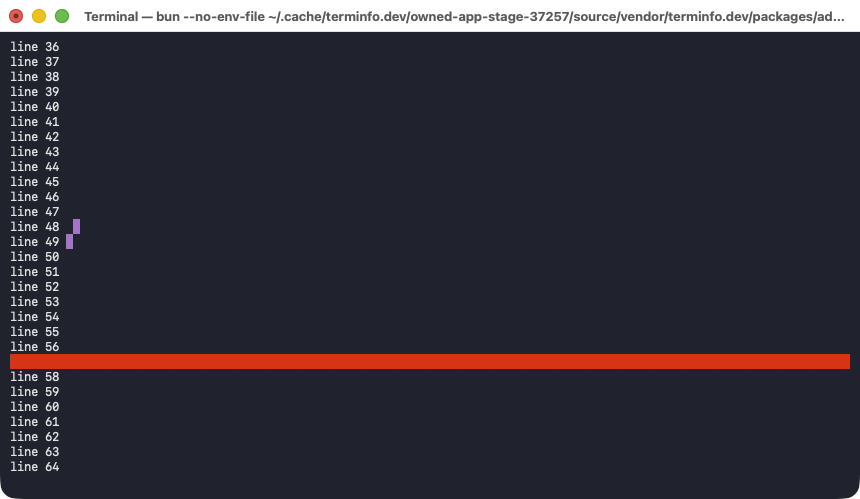 Terminal — bun --no-env-file ~/.cache/terminfo.dev/owned-app-stage-37257/source/vendor/terminfo.dev/packages/ad...
line 36
line 37
line 38
line 39
line 40
line 41
line 42
line 43
line 44
line 45
line 46
line 47
line 48
line 49
line 50
line 51
line 52
line 53
line 54
line 55
line 56
line 58
line 59
line 60
line 61
line 62
line 63
line 64